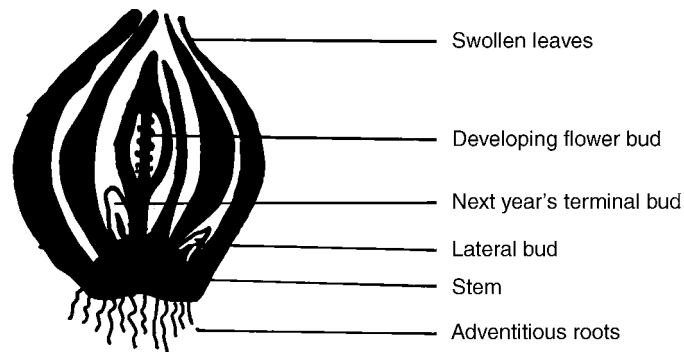 Swollen leaves
Developing flower bud
Next year's terminal bud
Lateral bud
Stem
Adventitious roots